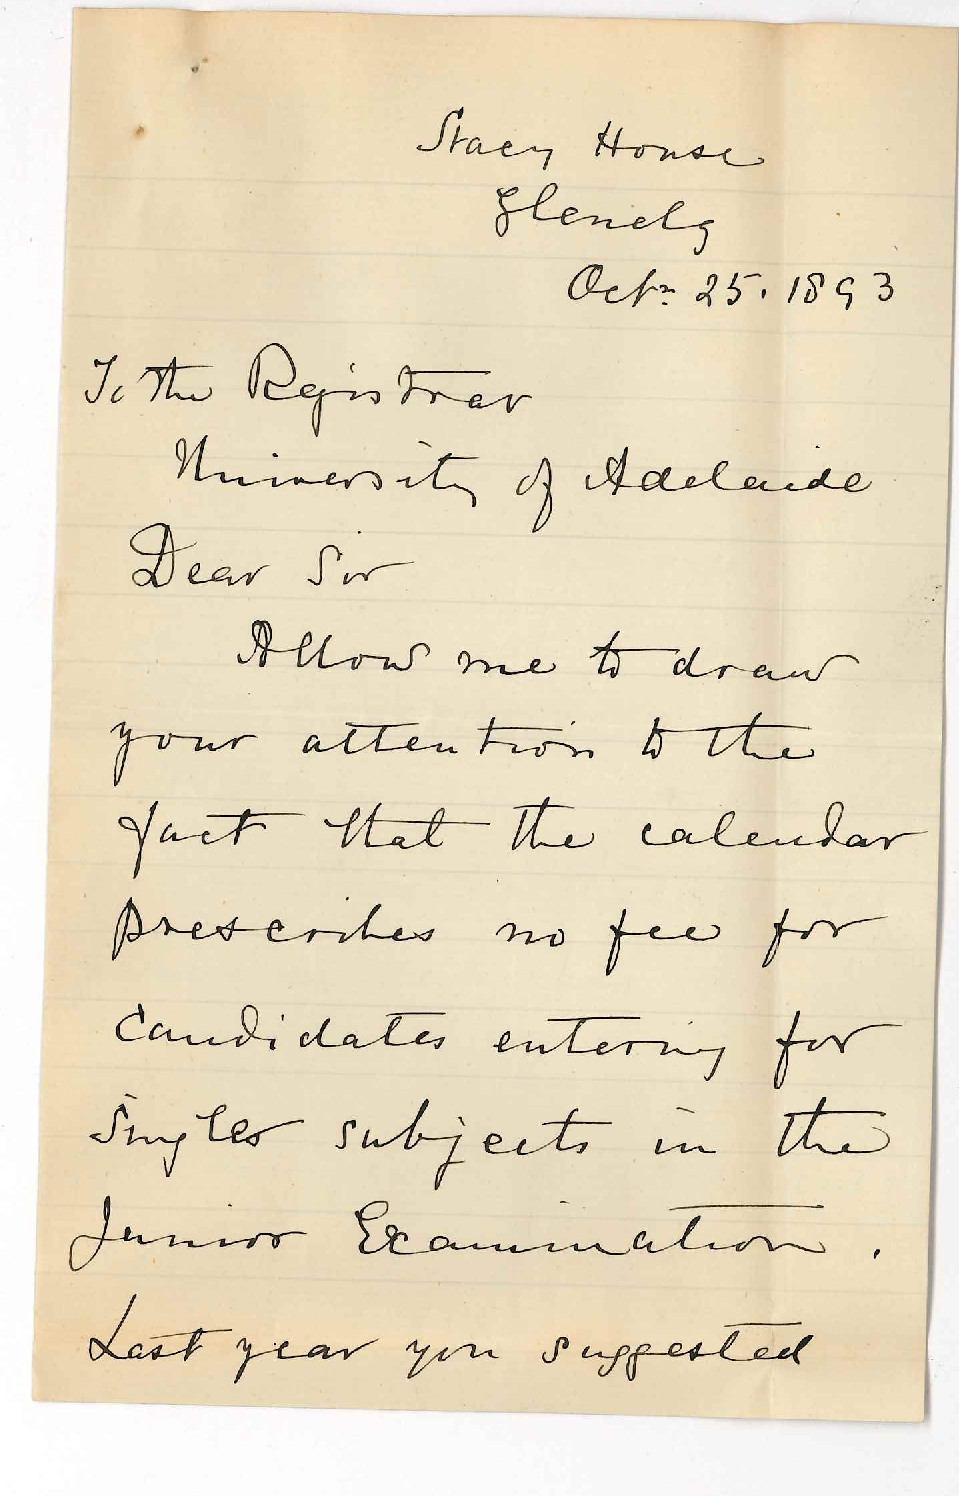 Stacy House
Glenelg
Octr. 25. 1893
To the Registrar
University of Adelaide
Dear Sir
Allow me to draw
your attention to the
fact that the calendar
prescribes no fee for
candidates entering for
single subjects in the
Junior Examination.
Last year you suggested